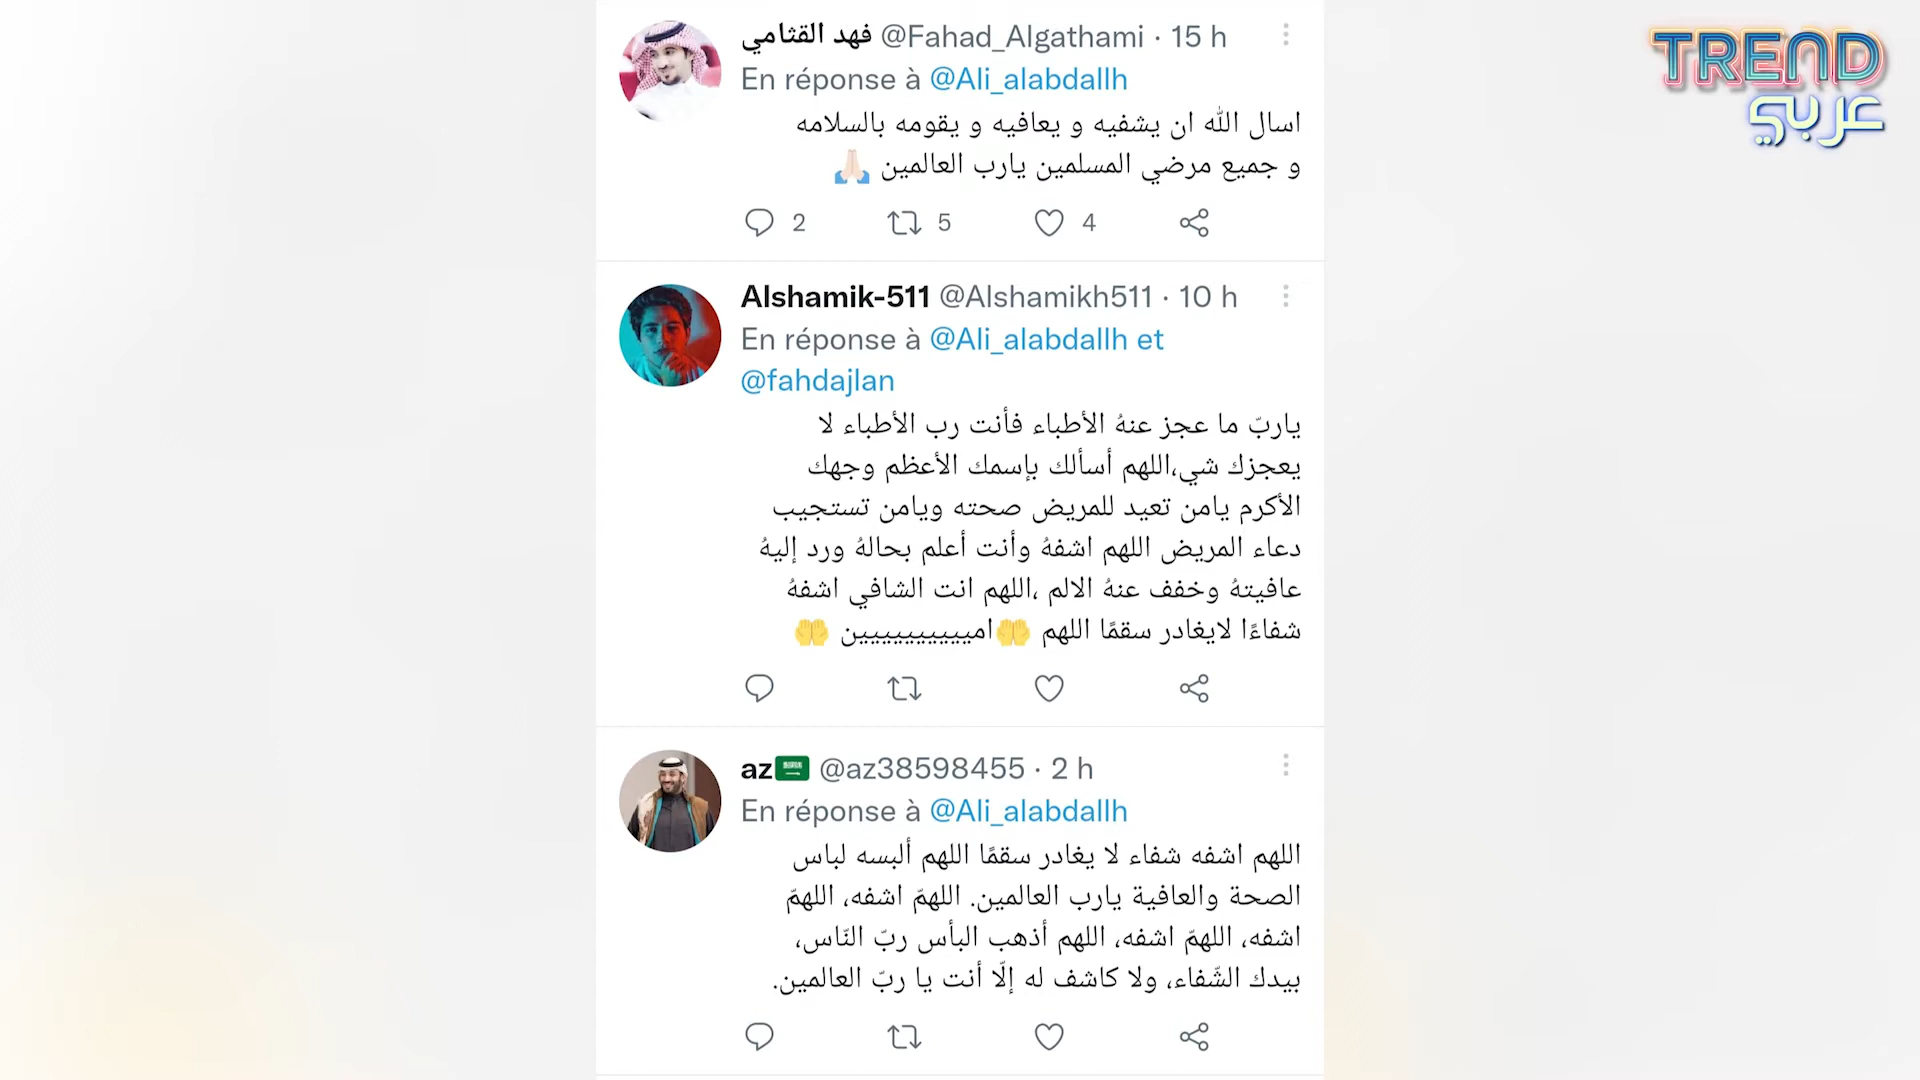 فهد القثامي @Fahad_Algathami · 15 h
En réponse à @Ali_alabdallh
اسال الله ان يشفيه و يعافيه و يقومه بالسلامه
و جميع مرضي المسلمين يارب العالمين 🙏🏻
2 5 4
Alshamik-511 @Alshamikh511 · 10 h
En réponse à @Ali_alabdallh et
@fahdajlan
ياربّ ما عجز عنهُ الأطباء فأنت رب الأطباء لا
يعجزك شي،اللهم أسألك بإسمك الأعظم وجهك
الأكرم يامن تعيد للمريض صحته ويامن تستجيب
دعاء المريض اللهم اشفهُ وأنت أعلم بحالهُ ورد إليهُ
عافيتهُ وخفف عنهُ الالم ،اللهم انت الشافي اشفهُ
شفاءًا لايغادر سقمًا اللهم 🤲امييييييييييين 🤲
az🇸🇦 @az38598455 · 2 h
En réponse à @Ali_alabdallh
اللهم اشفه شفاء لا يغادر سقمًا اللهم ألبسه لباس
الصحة والعافية يارب العالمين. اللهمّ اشفه، اللهمّ
اشفه، اللهمّ اشفه، اللهم أذهب البأس ربّ النّاس،
بيدك الشّفاء، ولا كاشف له إلّا أنت يا ربّ العالمين.
TREND
عربي